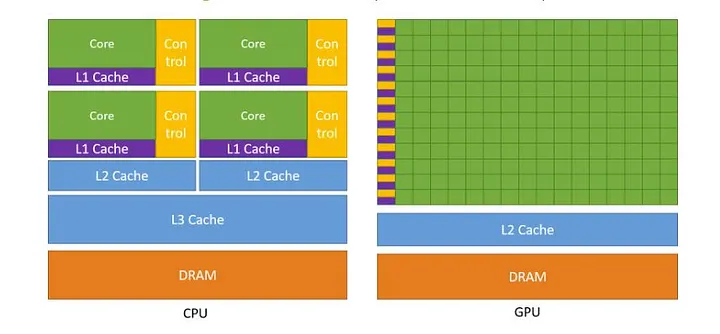 Core
Con
trol
L1 Cache
Core
Con
trol
L1 Cache
Core
Con
trol
L1 Cache
Core
Con
trol
L1 Cache
L2 Cache
L2 Cache
L3 Cache
DRAM
CPU
L2 Cache
DRAM
GPU